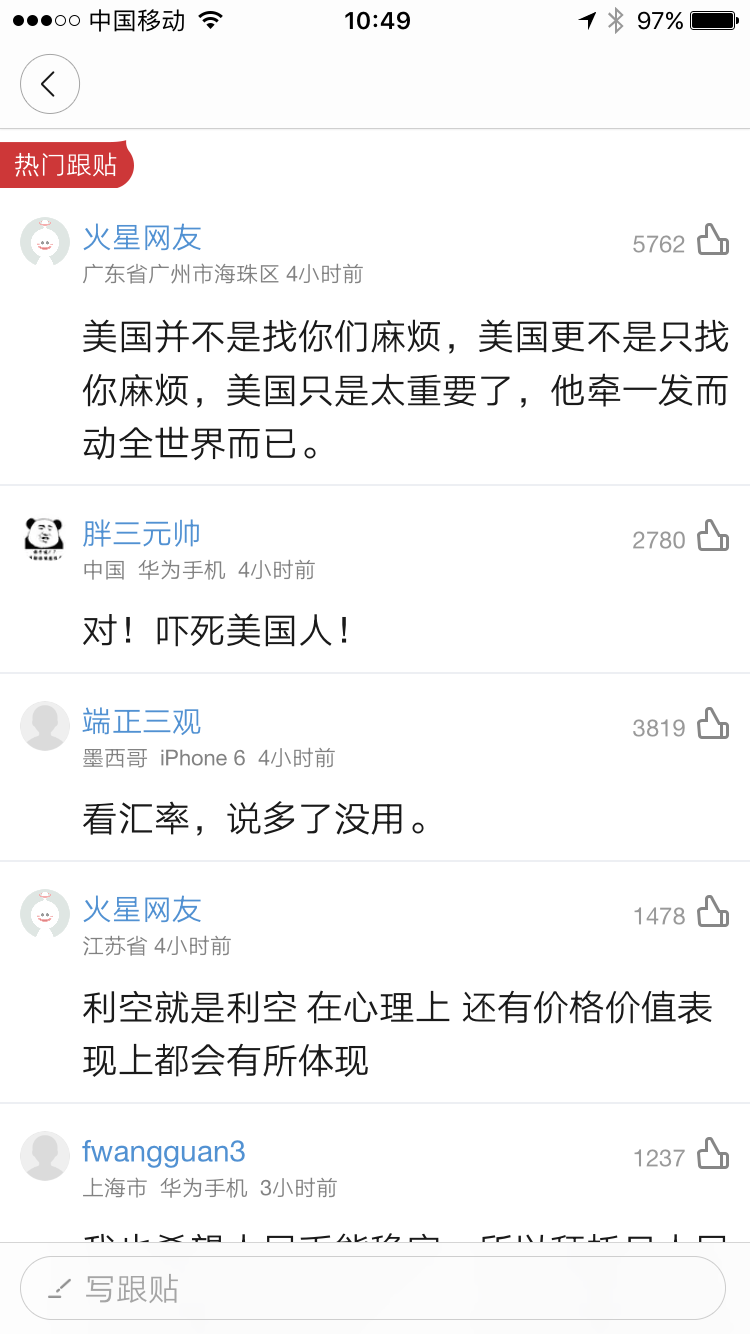 中国移动 10:49 97%
热门跟贴
火星网友 5762
广东省广州市海珠区 4小时前
美国并不是找你们麻烦，美国更不是只找
你麻烦，美国只是太重要了，他牵一发而
动全世界而已。
胖三元帅 2780
中国 华为手机 4小时前
对！吓死美国人！
端正三观 3819
墨西哥 iPhone 6 4小时前
看汇率，说多了没用。
火星网友 1478
江苏省 4小时前
利空就是利空 在心理上 还有价格价值表
现上都会有所体现
fwangguan3 1237
上海市 华为手机 3小时前
写跟贴